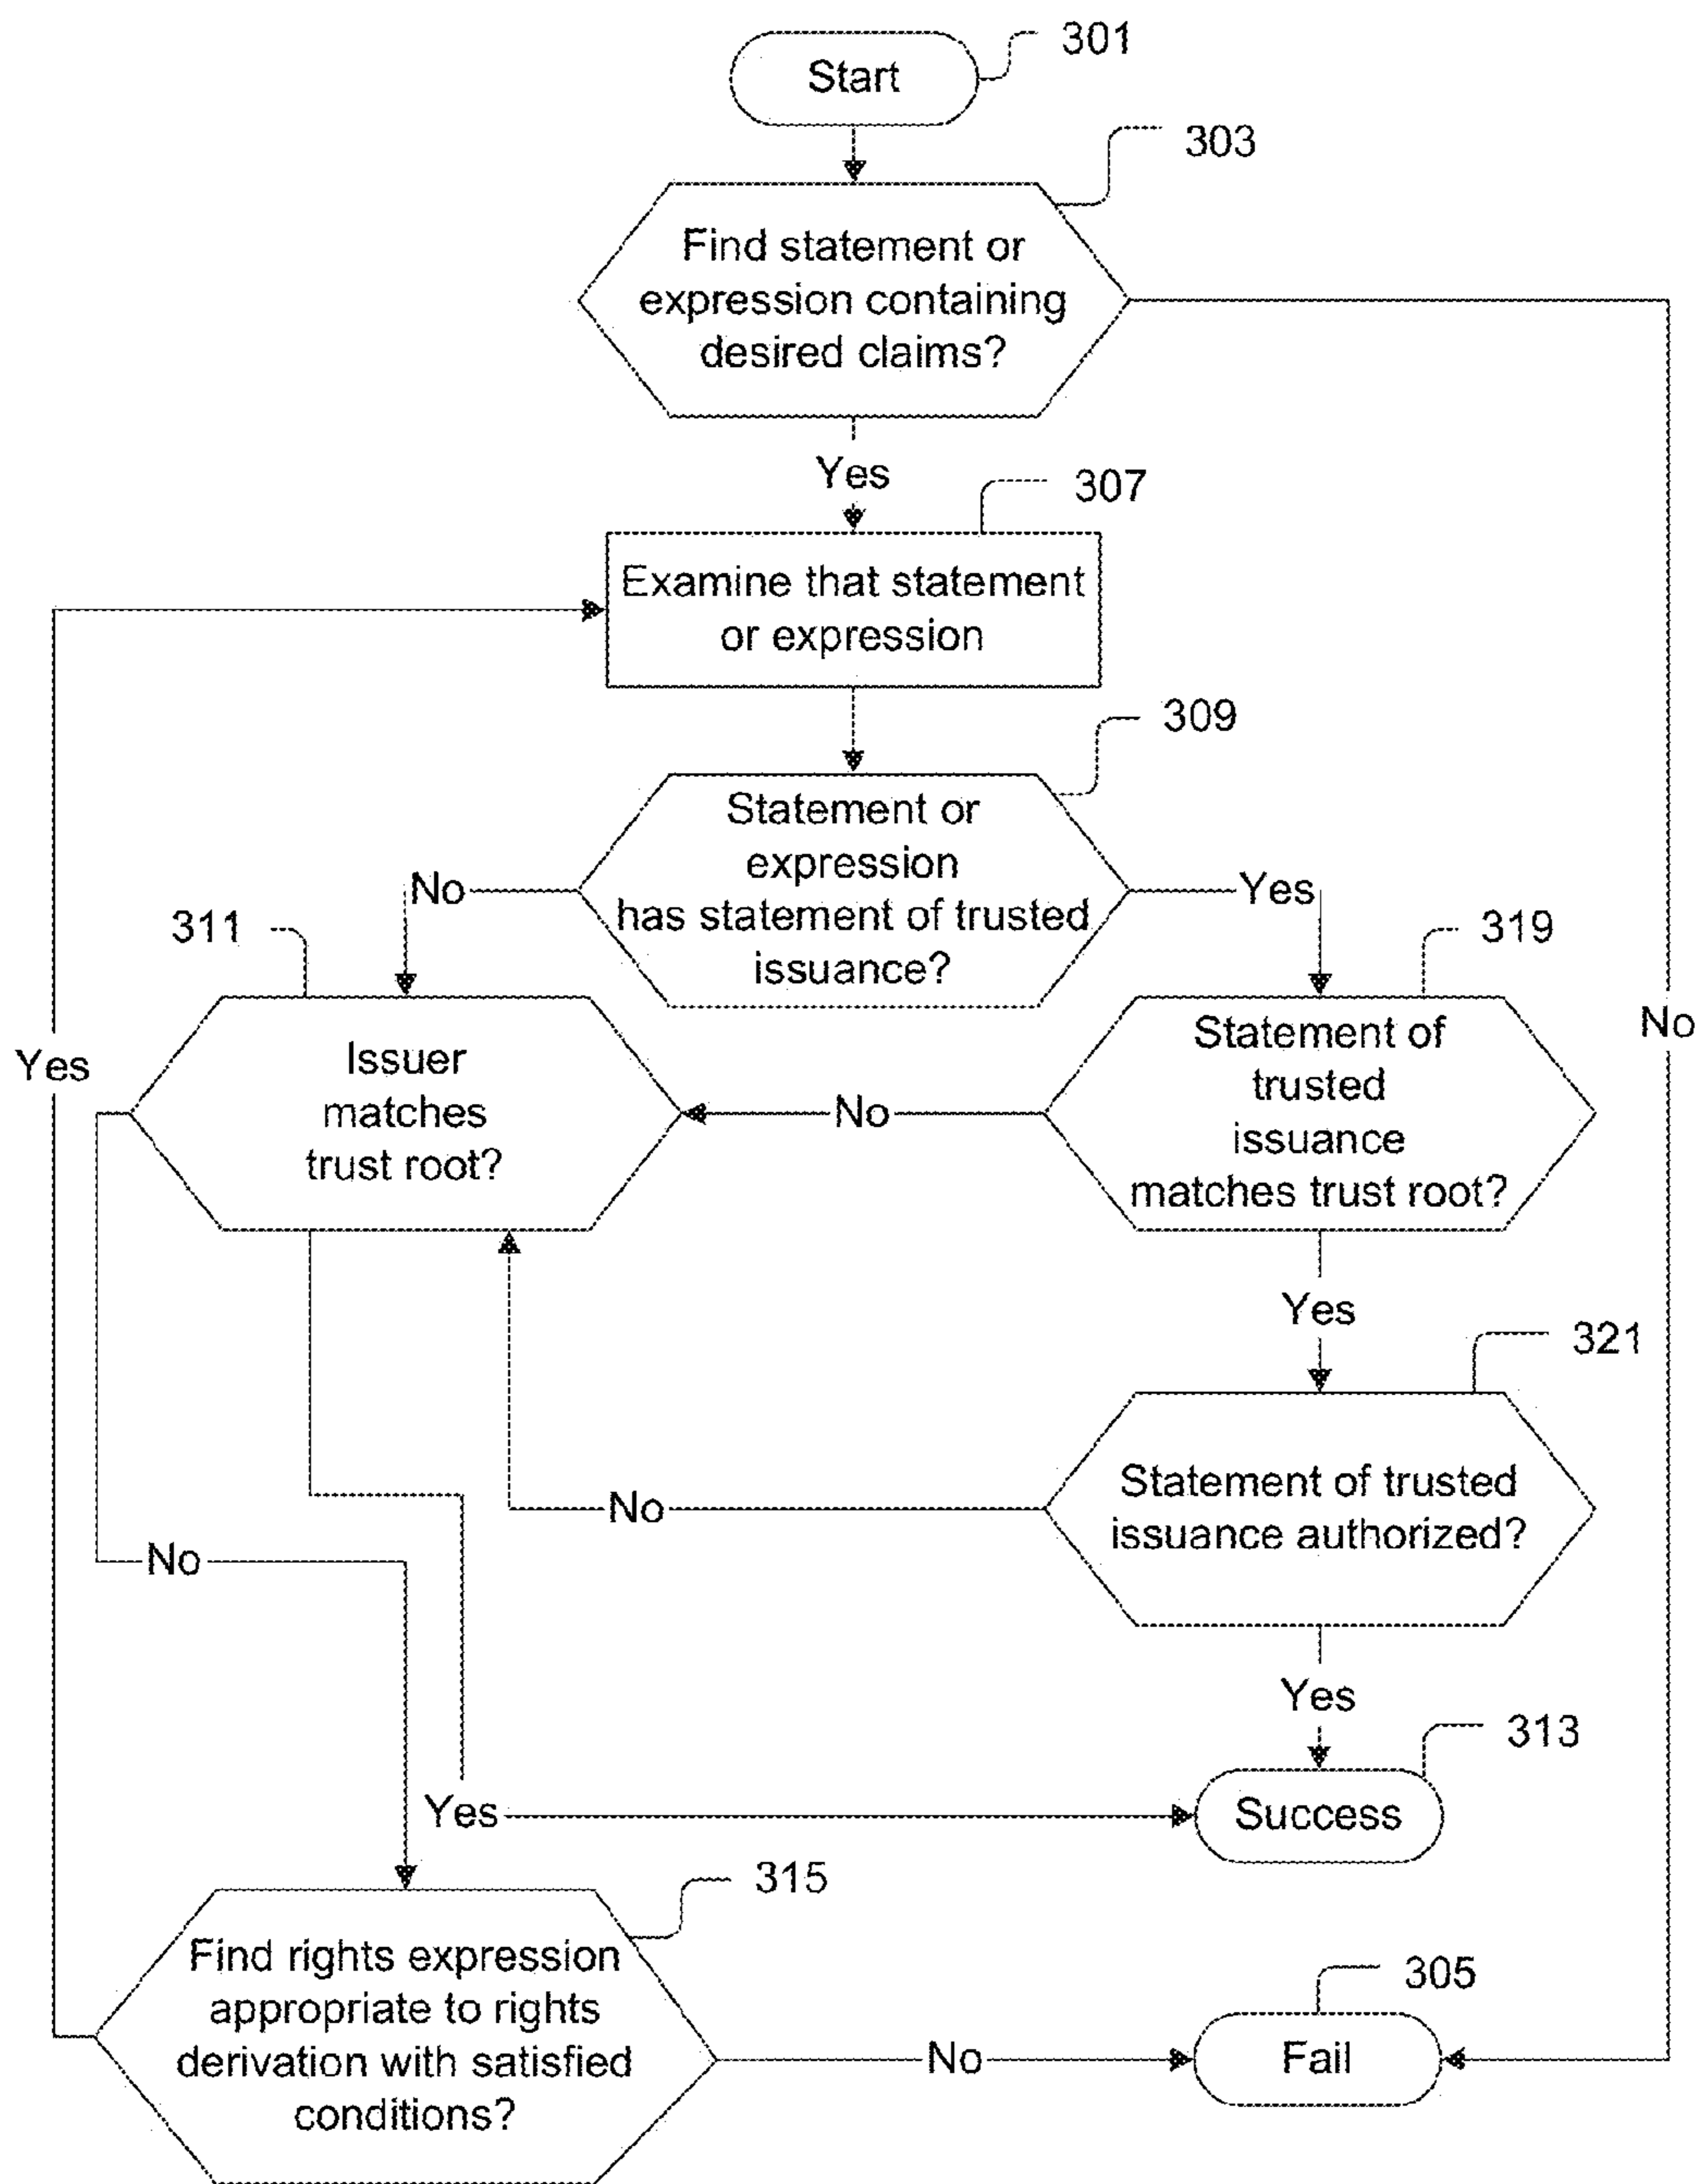 301
Start
303
Find statement or
expression containing
desired claims?
Yes
307
Examine that statement
or expression
309
Statement or
expression
has statement of trusted
issuance?
No
Yes
311
319
Issuer
matches
trust root?
Statement of
trusted
issuance
matches trust root?
No
Yes
No
Yes
321
Statement of trusted
issuance authorized?
No
No
Yes
313
Success
Yes
315
Find rights expression
appropriate to rights
derivation with satisfied
conditions?
No
305
Fail